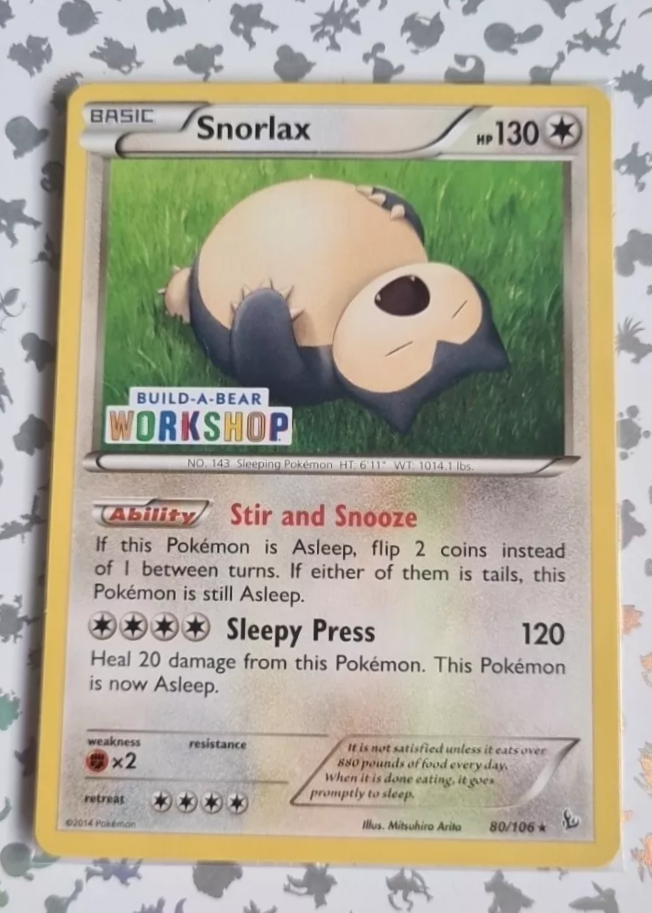 BASIC Snorlax HP 130
BUILD-A-BEAR
WORKSHOP
NO. 143 Sleeping Pokémon HT: 6'11" WT: 1014.1 lbs.
Ability Stir and Snooze
If this Pokémon is Asleep, flip 2 coins instead
of 1 between turns. If either of them is tails, this
Pokémon is still Asleep.
Sleepy Press 120
Heal 20 damage from this Pokémon. This Pokémon
is now Asleep.
weakness resistance
×2
retreat
It is not satisfied unless it eats over
880 pounds of food every day.
When it is done eating, it goes
promptly to sleep.
©2014 Pokémon Illus. Mitsuhiro Arita 80/106 ★